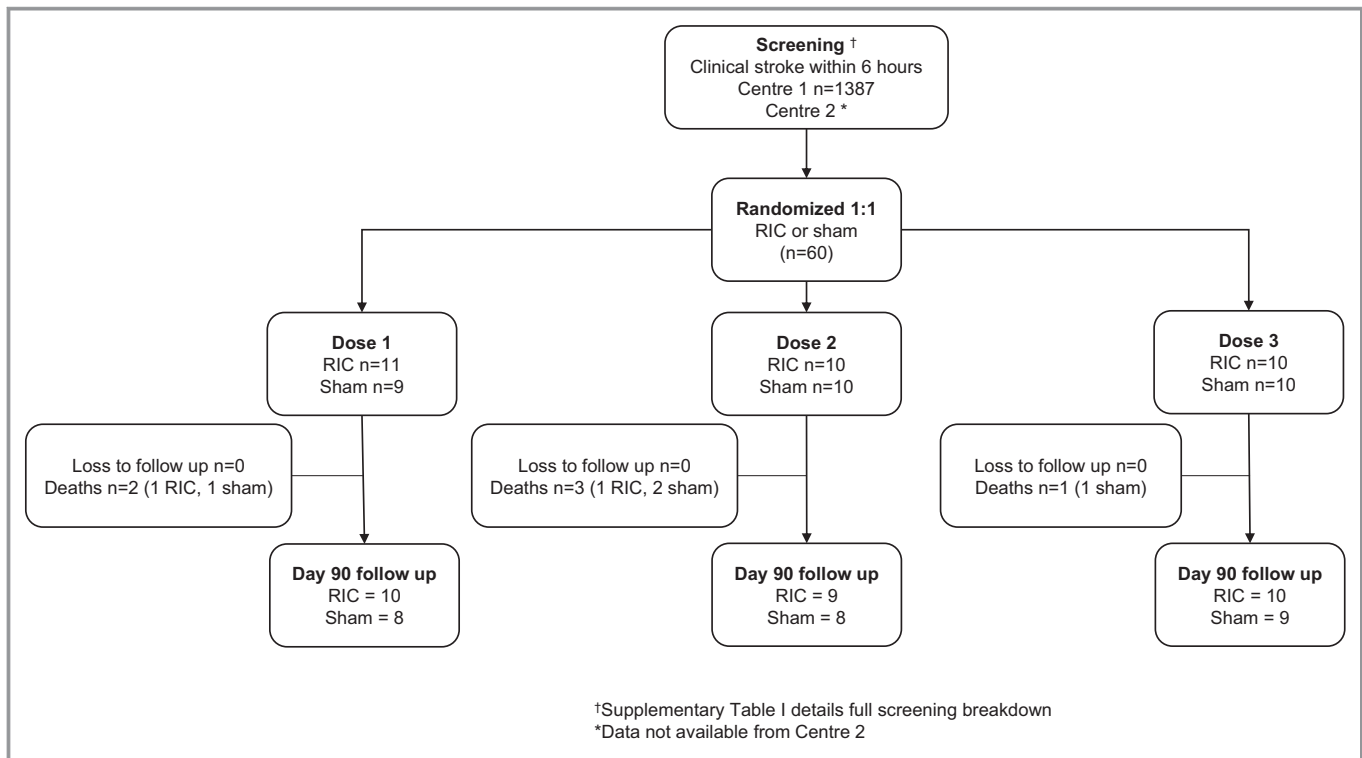 Screening †
Clinical stroke within 6 hours
Centre 1 n=1387
Centre 2 *
Randomized 1:1
RIC or sham
(n=60)
Dose 1
RIC n=11
Sham n=9
Dose 2
RIC n=10
Sham n=10
Dose 3
RIC n=10
Sham n=10
Loss to follow up n=0
Deaths n=2 (1 RIC, 1 sham)
Loss to follow up n=0
Deaths n=3 (1 RIC, 2 sham)
Loss to follow up n=0
Deaths n=1 (1 sham)
Day 90 follow up
RIC = 10
Sham = 8
Day 90 follow up
RIC = 9
Sham = 8
Day 90 follow up
RIC = 10
Sham = 9
†Supplementary Table I details full screening breakdown
*Data not available from Centre 2